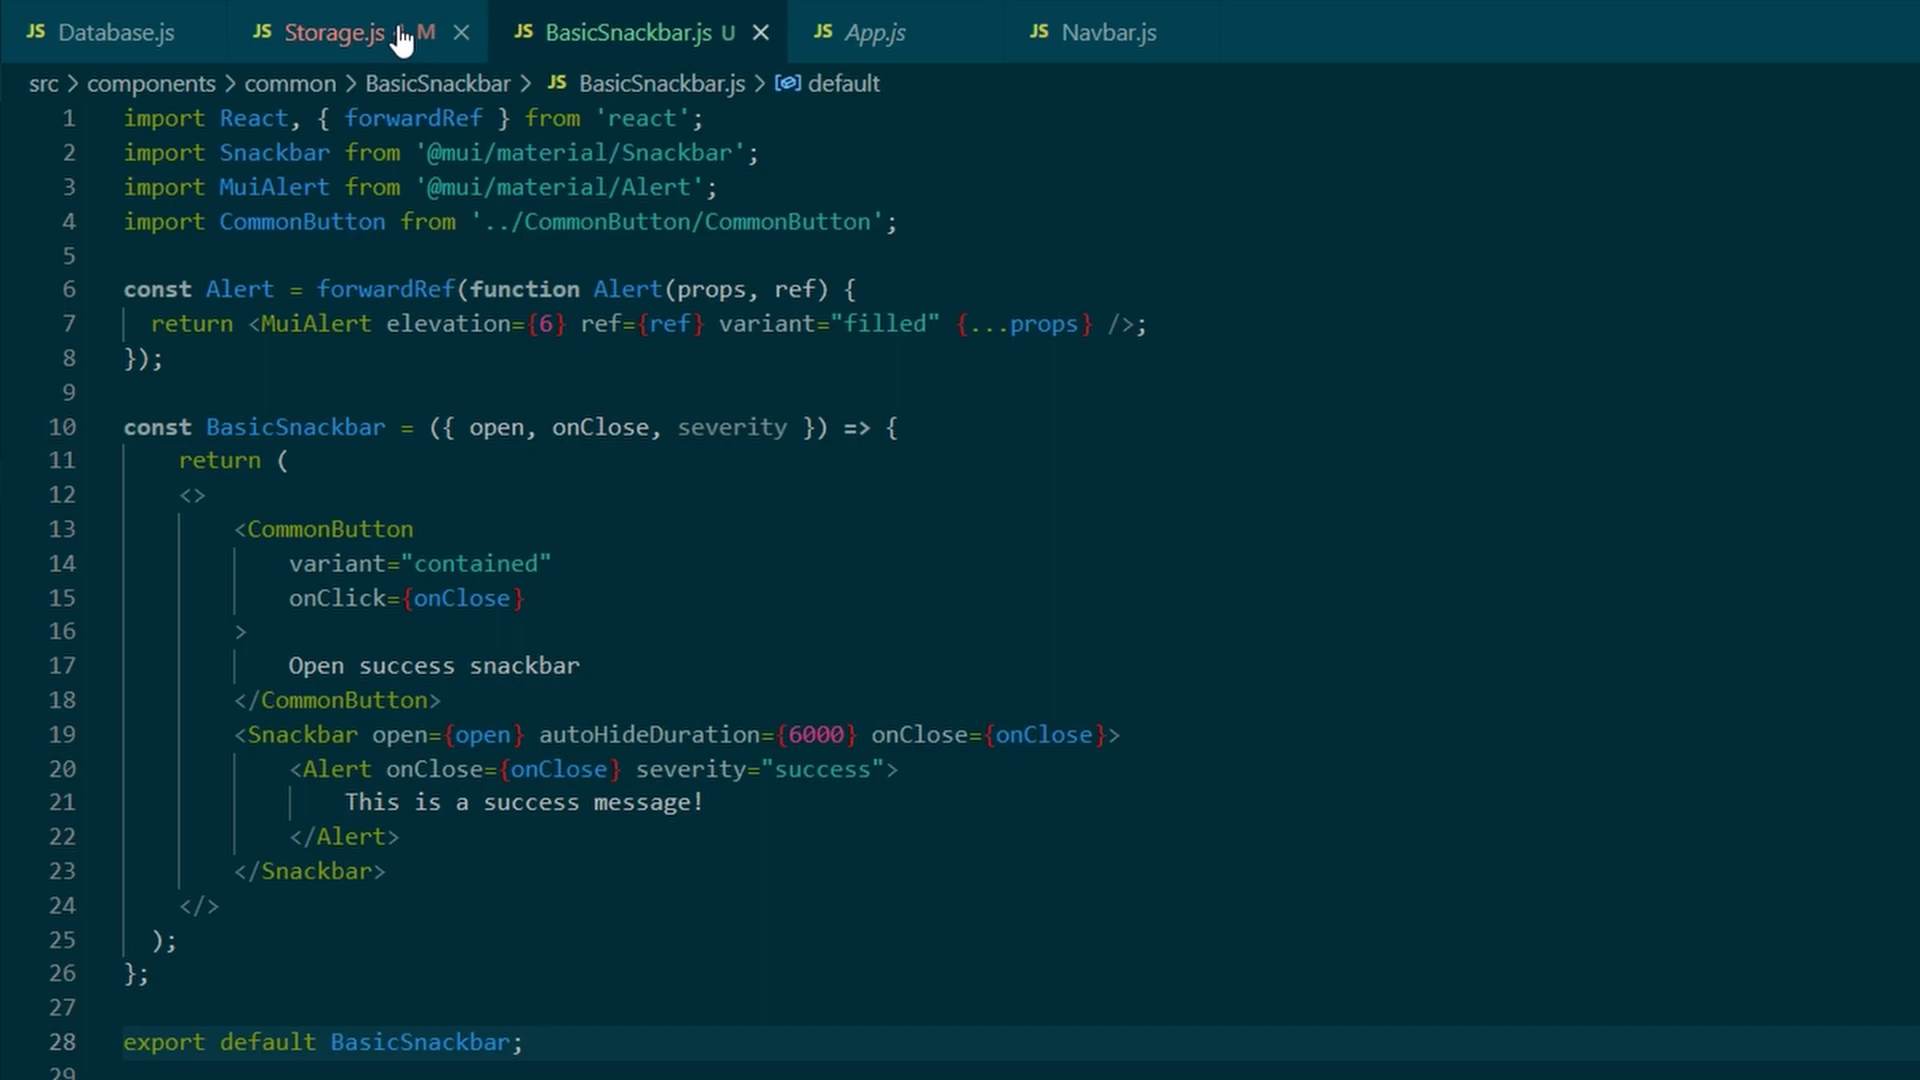 JS Database.js JS Storage.js M JS BasicSnackbar.js U JS App.js JS Navbar.js
src > components > common > BasicSnackbar > JS BasicSnackbar.js > default
1 import React, { forwardRef } from 'react';
2 import Snackbar from '@mui/material/Snackbar';
3 import MuiAlert from '@mui/material/Alert';
4 import CommonButton from '../CommonButton/CommonButton';
5
6 const Alert = forwardRef(function Alert(props, ref) {
7 return <MuiAlert elevation={6} ref={ref} variant="filled" {...props} />;
8 });
9
10 const BasicSnackbar = ({ open, onClose, severity }) => {
11 return (
12 <>
13 <CommonButton
14 variant="contained"
15 onClick={onClose}
16 >
17 Open success snackbar
18 </CommonButton>
19 <Snackbar open={open} autoHideDuration={6000} onClose={onClose}>
20 <Alert onClose={onClose} severity="success">
21 This is a success message!
22 </Alert>
23 </Snackbar>
24 </>
25 );
26 };
27
28 export default BasicSnackbar;
29